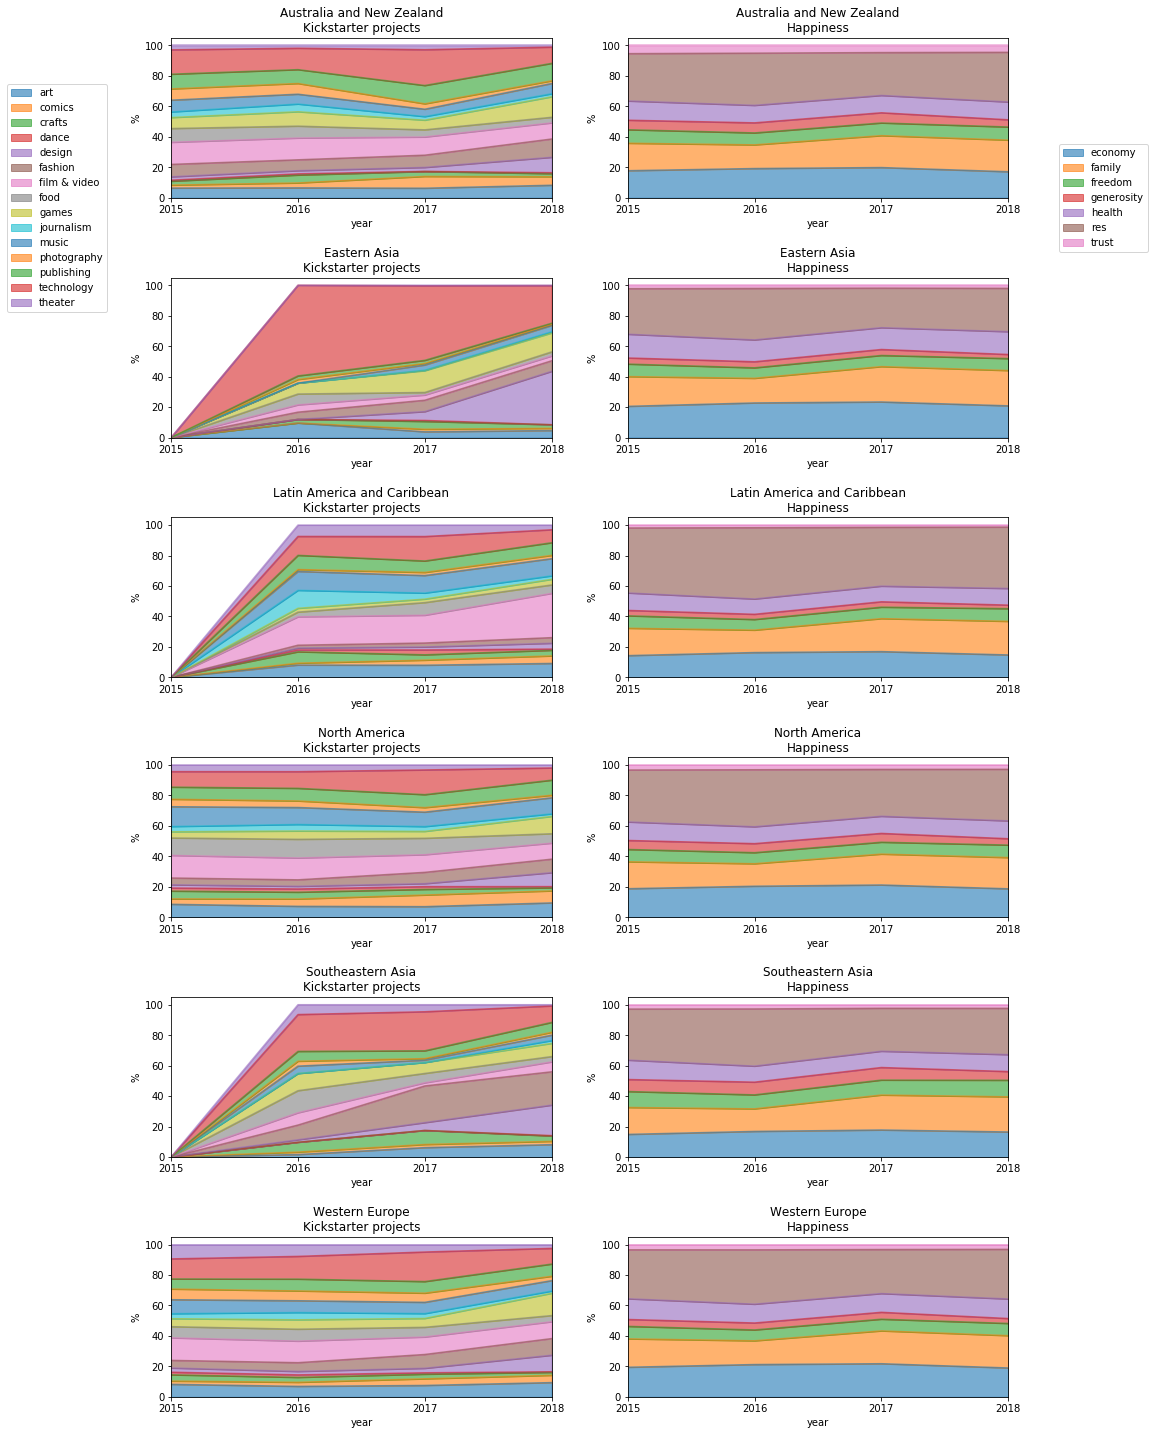 Australia and New Zealand
Kickstarter projects
Australia and New Zealand
Happiness
art
comics
crafts
dance
design
fashion
film & video
food
games
journalism
music
photography
publishing
technology
theater
100
80
60
40
20
0
%
2015 2016 2017 2018
year
100
80
60
40
20
0
%
2015 2016 2017 2018
year
economy
family
freedom
generosity
health
res
trust
Eastern Asia
Kickstarter projects
100
80
60
40
20
0
%
2015 2016 2017 2018
year
Eastern Asia
Happiness
100
80
60
40
20
0
%
2015 2016 2017 2018
year
Latin America and Caribbean
Kickstarter projects
100
80
60
40
20
0
%
2015 2016 2017 2018
year
Latin America and Caribbean
Happiness
100
80
60
40
20
0
%
2015 2016 2017 2018
year
North America
Kickstarter projects
100
80
60
40
20
0
%
2015 2016 2017 2018
year
North America
Happiness
100
80
60
40
20
0
%
2015 2016 2017 2018
year
Southeastern Asia
Kickstarter projects
100
80
60
40
20
0
%
2015 2016 2017 2018
year
Southeastern Asia
Happiness
100
80
60
40
20
0
%
2015 2016 2017 2018
year
Western Europe
Kickstarter projects
100
80
60
40
20
0
%
2015 2016 2017 2018
year
Western Europe
Happiness
100
80
60
40
20
0
%
2015 2016 2017 2018
year